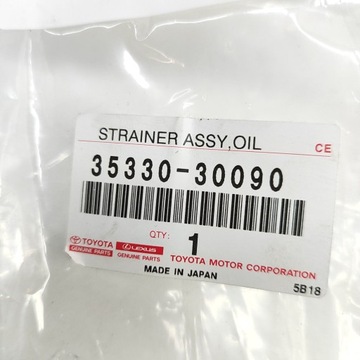 STRAINER ASSY,OIL
CE
35330-30090
QTY: 1
TOYOTA GENUINE PARTS
LEXUS GENUINE PARTS
TOYOTA MOTOR CORPORATION
MADE IN JAPAN
5B18